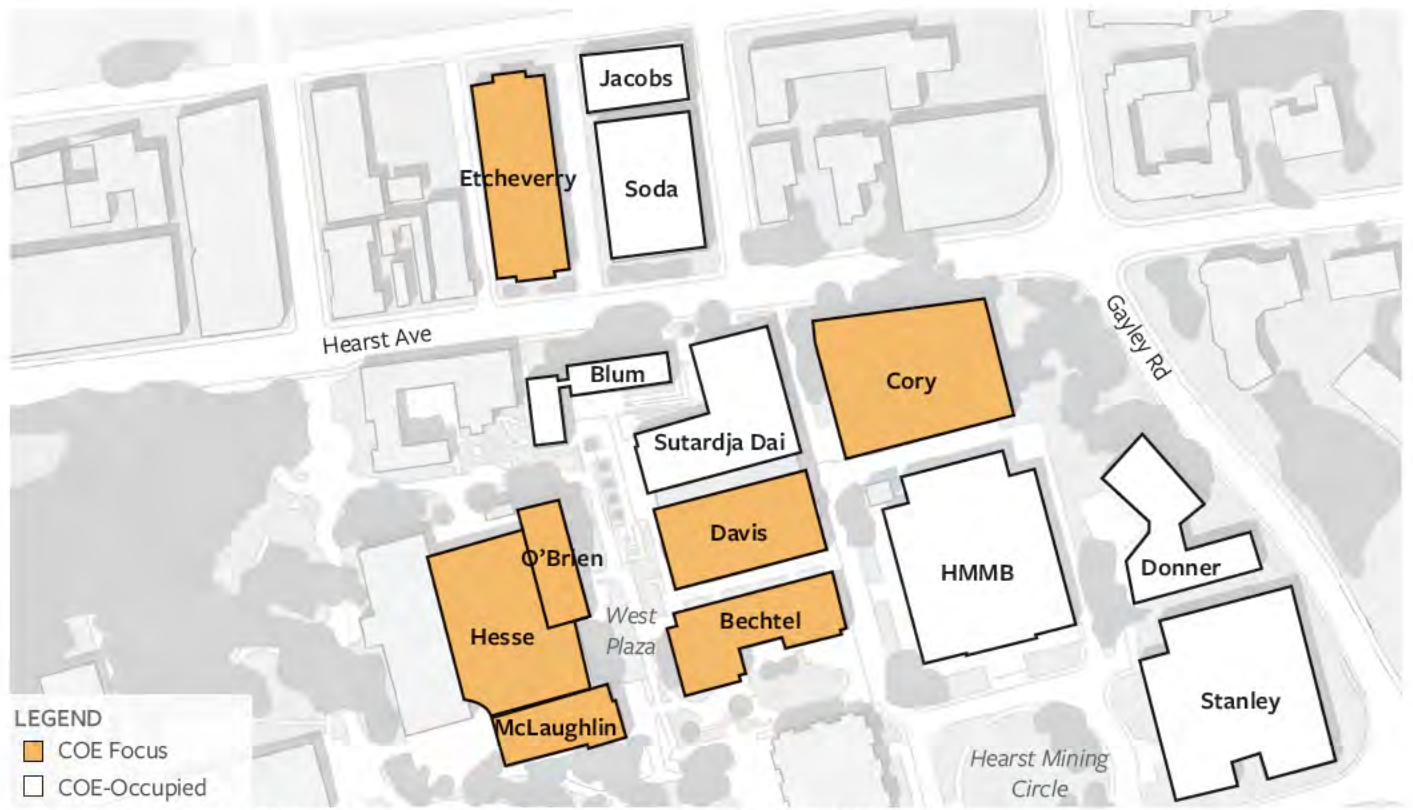 Jacobs
Etcheverry
Soda
Hearst Ave
Gayley Rd
Blum
Cory
Sutardja Dai
Davis
O'Brien
HMMB
Donner
West
Plaza
Bechtel
Hesse
Stanley
McLaughlin
Hearst Mining
Circle
LEGEND
COE Focus
COE-Occupied